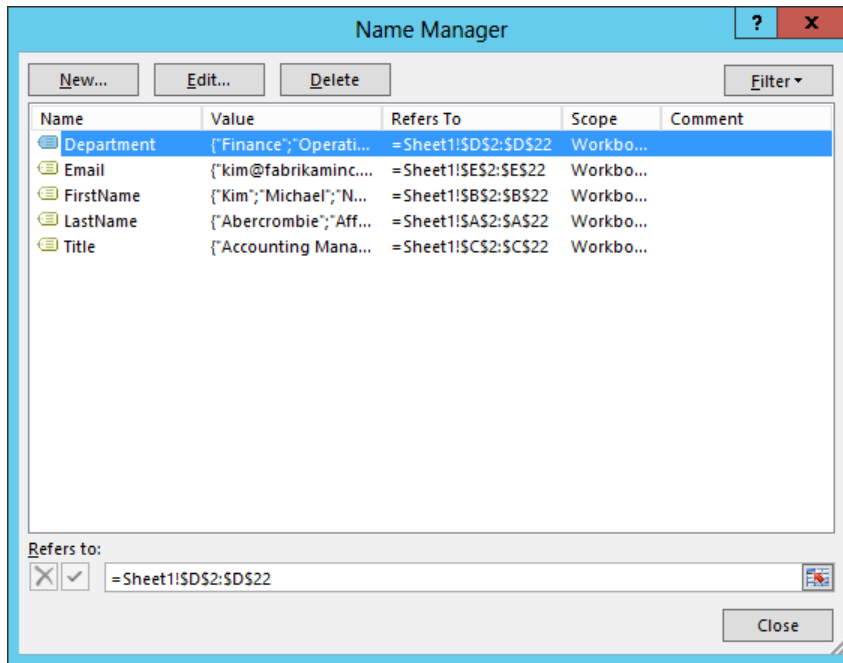 Name Manager
? x
New... Edit... Delete Filter
Name Value Refers To Scope Comment
Department {"Finance";"Operati... =Sheet1!$D$2:$D$22 Workbo...
Email {"kim@fabrikaminc.... =Sheet1!$E$2:$E$22 Workbo...
FirstName {"Kim";"Michael";"N... =Sheet1!$B$2:$B$22 Workbo...
LastName {"Abercrombie";"Aff... =Sheet1!$A$2:$A$22 Workbo...
Title {"Accounting Mana... =Sheet1!$C$2:$C$22 Workbo...
Refers to:
=Sheet1!$D$2:$D$22
Close